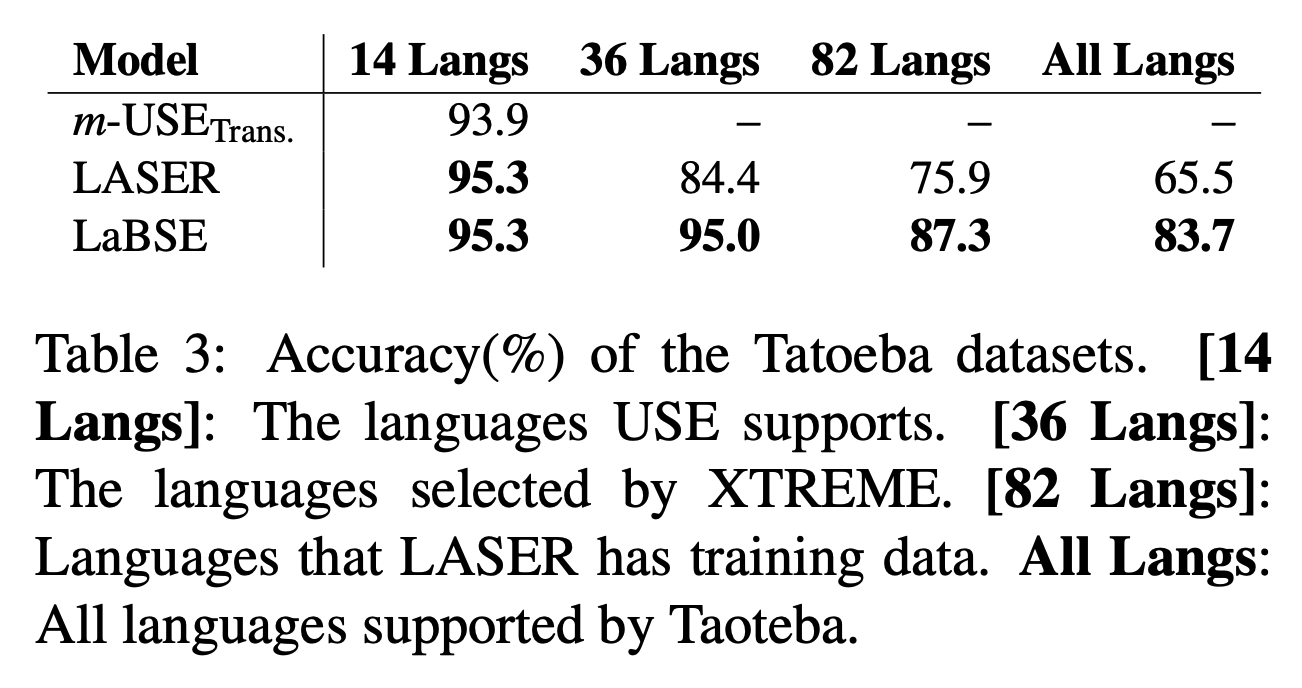 Model 14 Langs 36 Langs 82 Langs All Langs
m-USETrans. 93.9 – – –
LASER 95.3 84.4 75.9 65.5
LaBSE 95.3 95.0 87.3 83.7
Table 3: Accuracy(%) of the Tatoeba datasets. [14
Langs]: The languages USE supports. [36 Langs]:
The languages selected by XTREME. [82 Langs]:
Languages that LASER has training data. All Langs:
All languages supported by Taoteba.